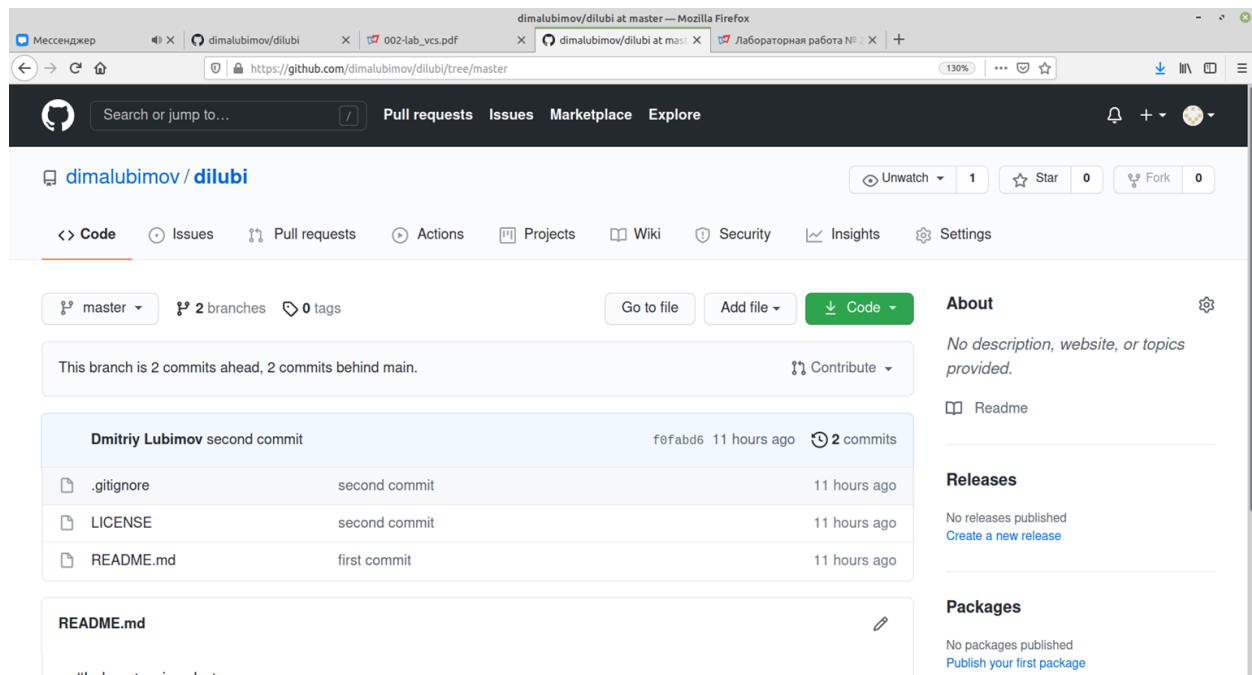 dimalubimov/dilubi at master — Mozilla Firefox
Мессенджер dimalubimov/dilubi 002-lab_vcs.pdf dimalubimov/dilubi at mas Лабораторная работа № 2
https://github.com/dimalubimov/dilubi/tree/master 130%
Search or jump to… / Pull requests Issues Marketplace Explore
dimalubimov / dilubi Unwatch 1 Star 0 Fork 0
Code Issues Pull requests Actions Projects Wiki Security Insights Settings
master 2 branches 0 tags Go to file Add file Code About
No description, website, or topics
provided.
This branch is 2 commits ahead, 2 commits behind main. Contribute
Readme
Dmitriy Lubimov second commit f0fabd6 11 hours ago 2 commits
.gitignore second commit 11 hours ago
Releases
LICENSE second commit 11 hours ago
No releases published
Create a new release
README.md first commit 11 hours ago
Packages
README.md
No packages published
Publish your first package